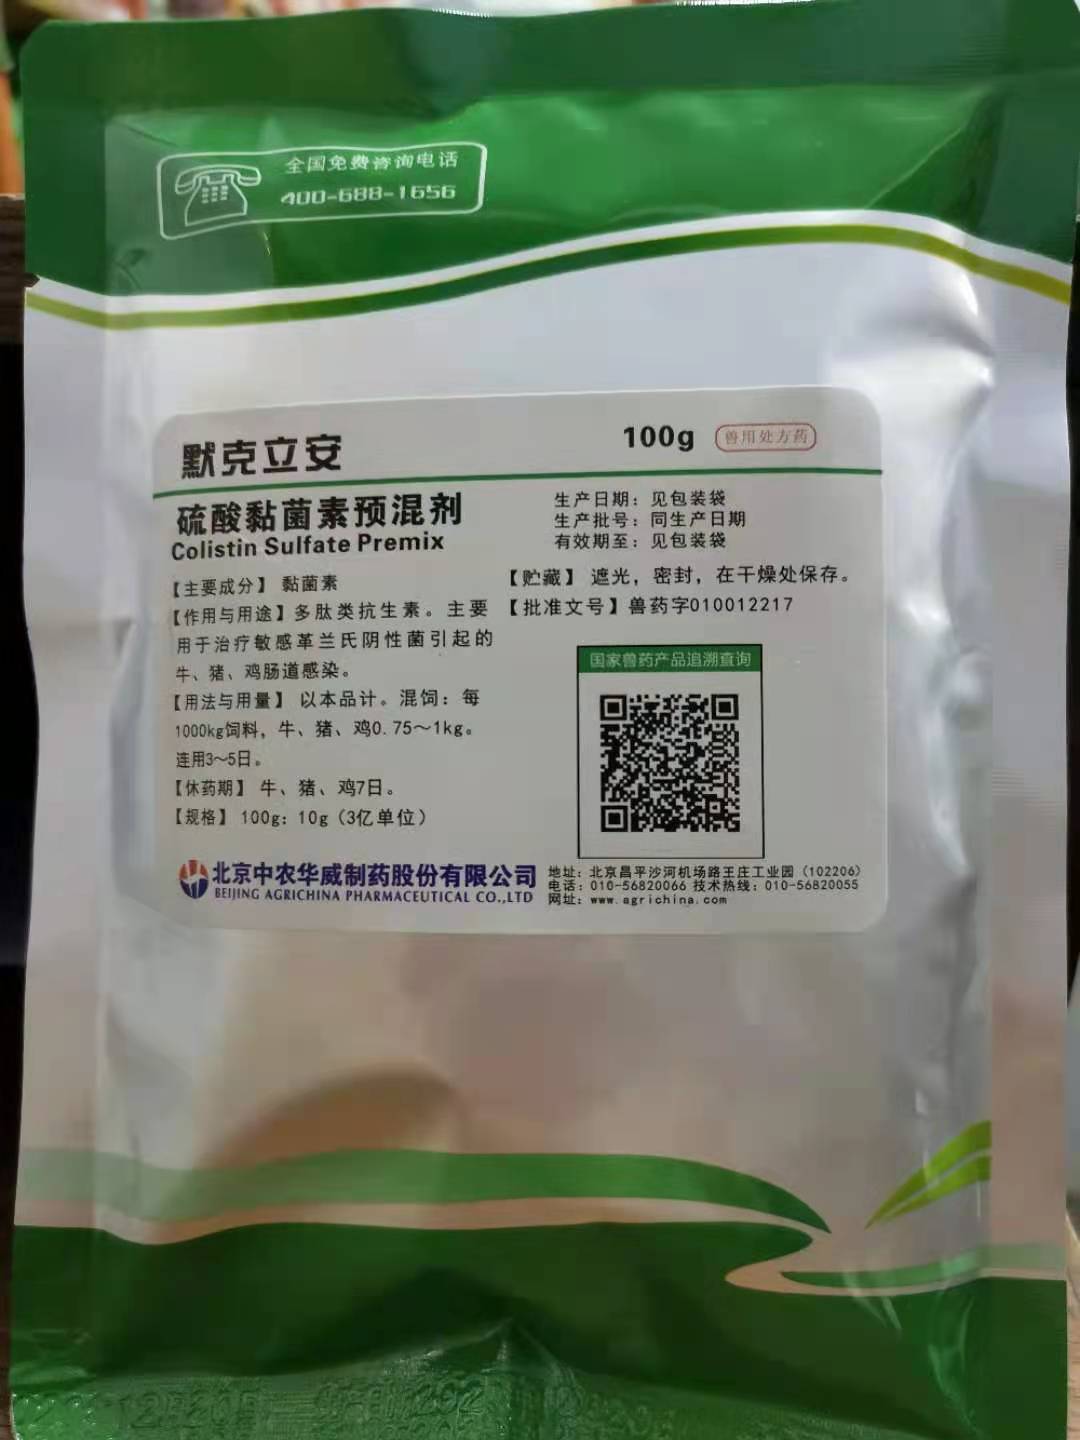 全国免费咨询电话
400-688-1656
默克立安
100g
兽用处方药
硫酸黏菌素预混剂
Colistin Sulfate Premix
【主要成分】 黏菌素
【作用与用途】多肽类抗生素。主要
用于治疗敏感革兰氏阴性菌引起的
牛、猪、鸡肠道感染。
【用法与用量】 以本品计。混饲：每
1000kg饲料，牛、猪、鸡0.75～1kg。
连用3～5日。
【休药期】 牛、猪、鸡7日。
【规格】 100g：10g（3亿单位）
生产日期：见包装袋
生产批号：同生产日期
有效期至：见包装袋
【贮藏】 遮光，密封，在干燥处保存。
【批准文号】兽药字010012217
国家兽药产品追溯查询
北京中农华威制药股份有限公司
BEIJING AGRICHINA PHARMACEUTICAL CO.,LTD
地址：北京昌平沙河机场路王庄工业园（102206）
电话：010-56820066 技术热线：010-56820055
网址：www.agrichina.com